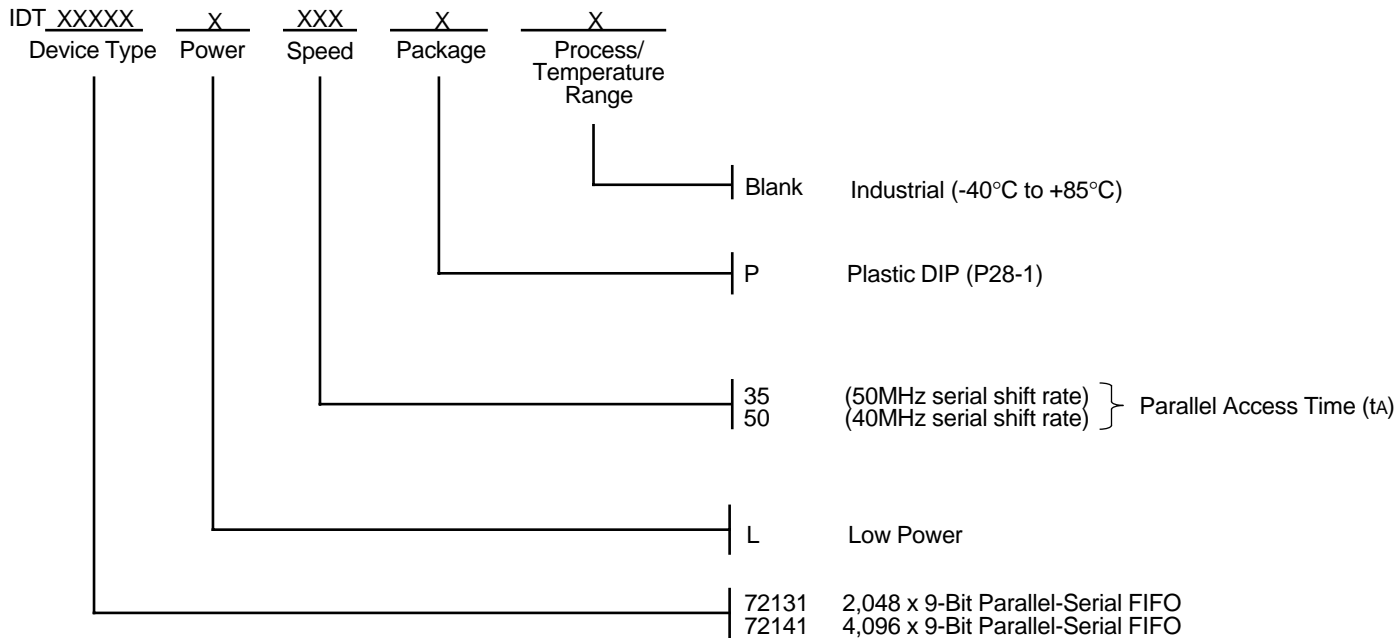 IDT XXXXX X XXX X X
Device Type Power Speed Package Process/
Temperature
Range
Blank Industrial (-40°C to +85°C)
P Plastic DIP (P28-1)
35 (50MHz serial shift rate)
50 (40MHz serial shift rate)
Parallel Access Time (tA)
L Low Power
72131 2,048 x 9-Bit Parallel-Serial FIFO
72141 4,096 x 9-Bit Parallel-Serial FIFO